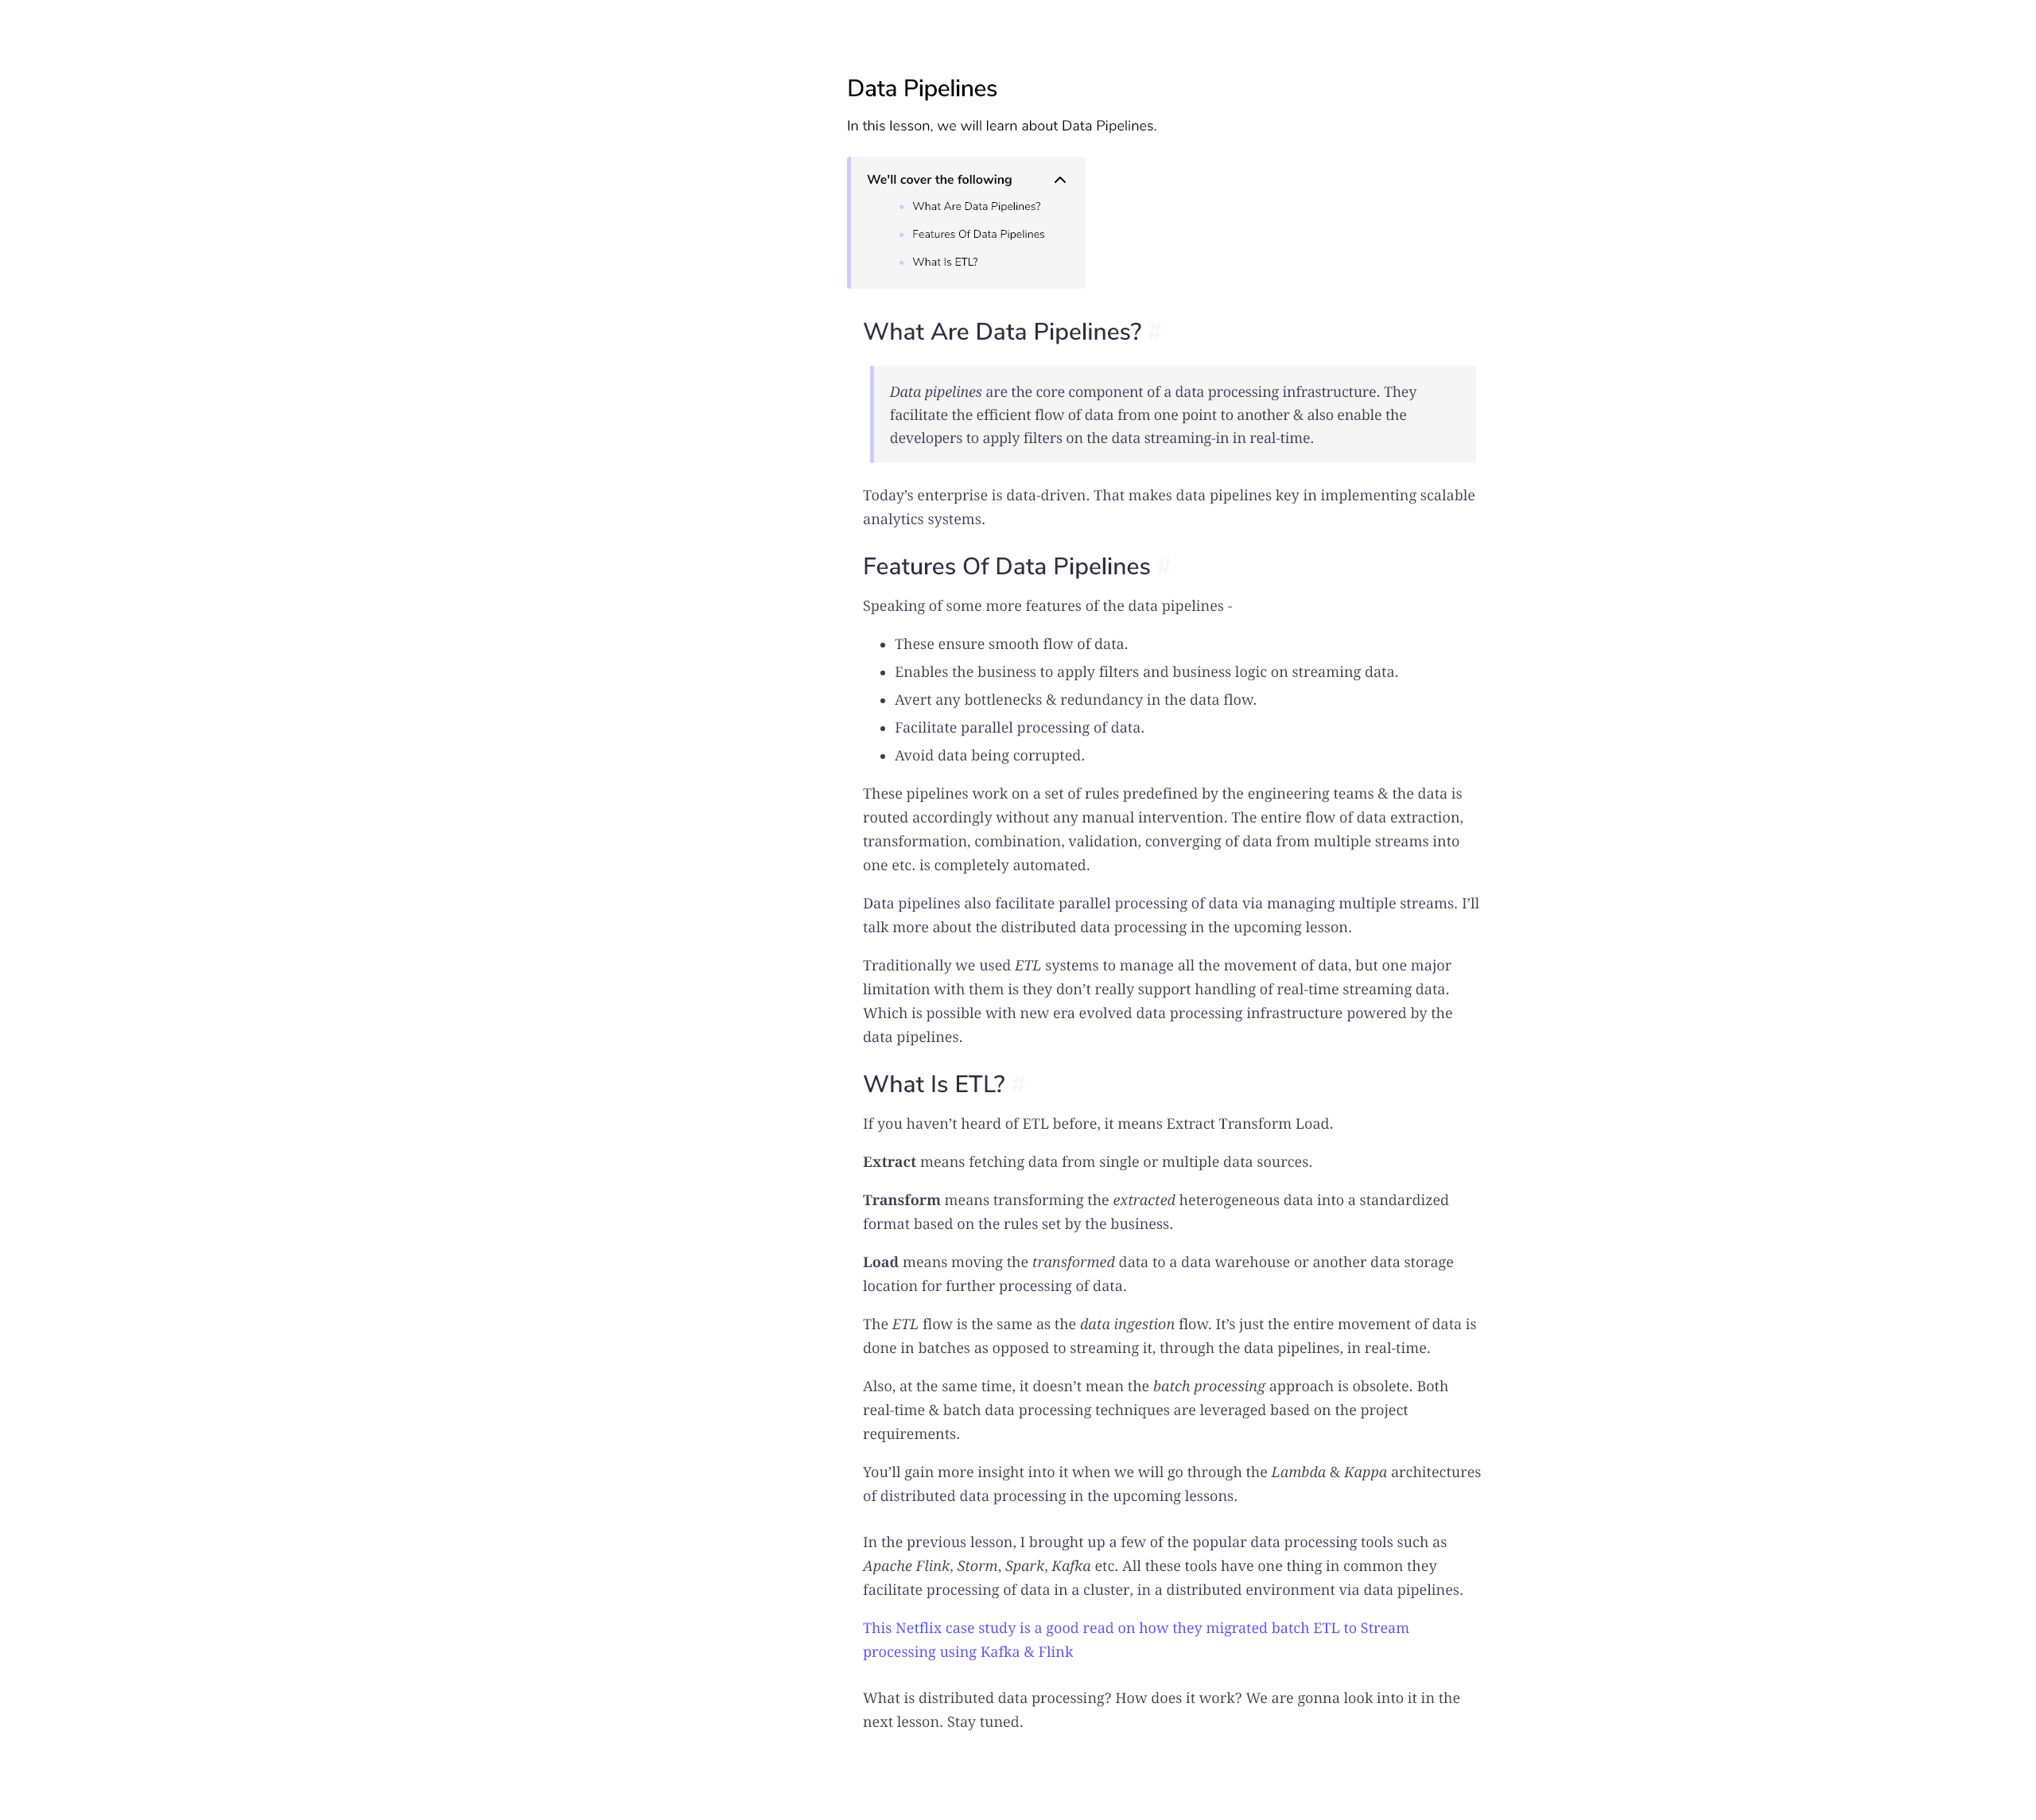 Data Pipelines
In this lesson, we will learn about Data Pipelines.
We'll cover the following
What Are Data Pipelines?
Features Of Data Pipelines
What Is ETL?
What Are Data Pipelines? #
Data pipelines are the core component of a data processing infrastructure. They
facilitate the efficient flow of data from one point to another & also enable the
developers to apply filters on the data streaming-in in real-time.
Today’s enterprise is data-driven. That makes data pipelines key in implementing scalable
analytics systems.
Features Of Data Pipelines #
Speaking of some more features of the data pipelines -
• These ensure smooth flow of data.
• Enables the business to apply filters and business logic on streaming data.
• Avert any bottlenecks & redundancy in the data flow.
• Facilitate parallel processing of data.
• Avoid data being corrupted.
These pipelines work on a set of rules predefined by the engineering teams & the data is
routed accordingly without any manual intervention. The entire flow of data extraction,
transformation, combination, validation, converging of data from multiple streams into
one etc. is completely automated.
Data pipelines also facilitate parallel processing of data via managing multiple streams. I’ll
talk more about the distributed data processing in the upcoming lesson.
Traditionally we used ETL systems to manage all the movement of data, but one major
limitation with them is they don’t really support handling of real-time streaming data.
Which is possible with new era evolved data processing infrastructure powered by the
data pipelines.
What Is ETL? #
If you haven’t heard of ETL before, it means Extract Transform Load.
Extract means fetching data from single or multiple data sources.
Transform means transforming the extracted heterogeneous data into a standardized
format based on the rules set by the business.
Load means moving the transformed data to a data warehouse or another data storage
location for further processing of data.
The ETL flow is the same as the data ingestion flow. It’s just the entire movement of data is
done in batches as opposed to streaming it, through the data pipelines, in real-time.
Also, at the same time, it doesn’t mean the batch processing approach is obsolete. Both
real-time & batch data processing techniques are leveraged based on the project
requirements.
You’ll gain more insight into it when we will go through the Lambda & Kappa architectures
of distributed data processing in the upcoming lessons.
In the previous lesson, I brought up a few of the popular data processing tools such as
Apache Flink, Storm, Spark, Kafka etc. All these tools have one thing in common they
facilitate processing of data in a cluster, in a distributed environment via data pipelines.
This Netflix case study is a good read on how they migrated batch ETL to Stream
processing using Kafka & Flink
What is distributed data processing? How does it work? We are gonna look into it in the
next lesson. Stay tuned.